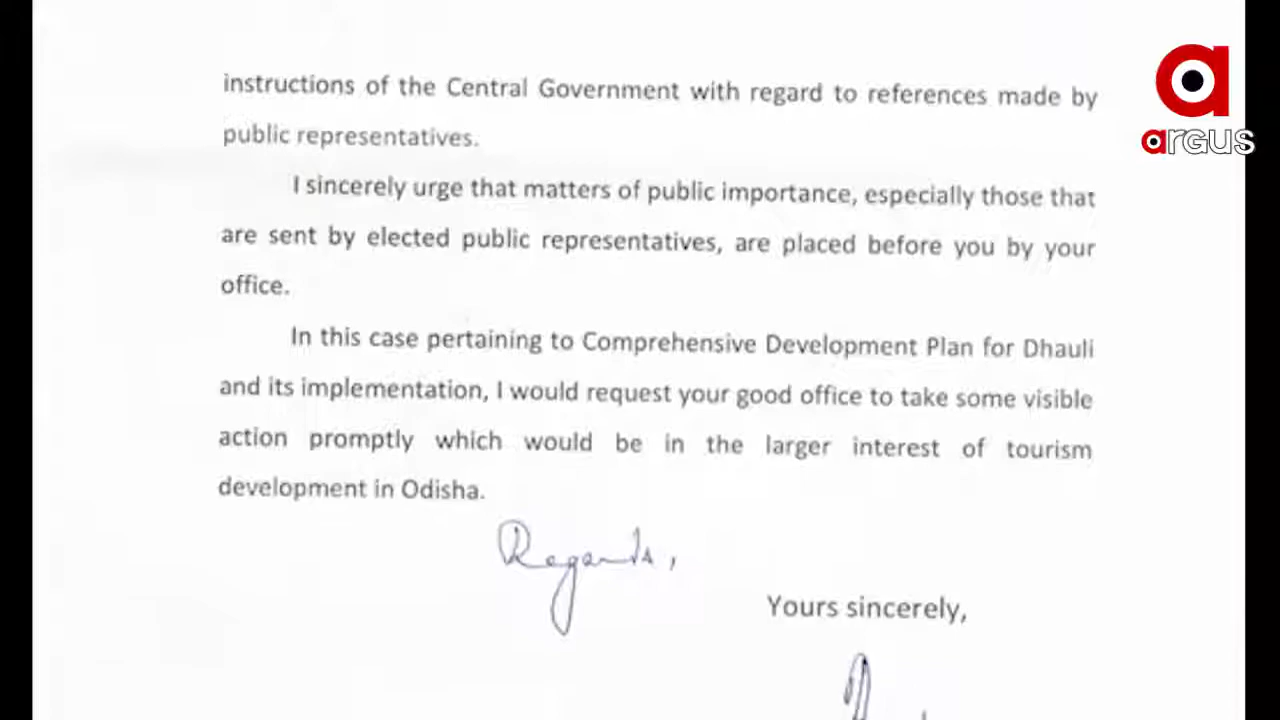 instructions of the Central Government with regard to references made by
public representatives.
I sincerely urge that matters of public importance, especially those that
are sent by elected public representatives, are placed before you by your
office.
In this case pertaining to Comprehensive Development Plan for Dhauli
and its implementation, I would request your good office to take some visible
action promptly which would be in the larger interest of tourism
development in Odisha.
Regards,
Yours sincerely,
argus